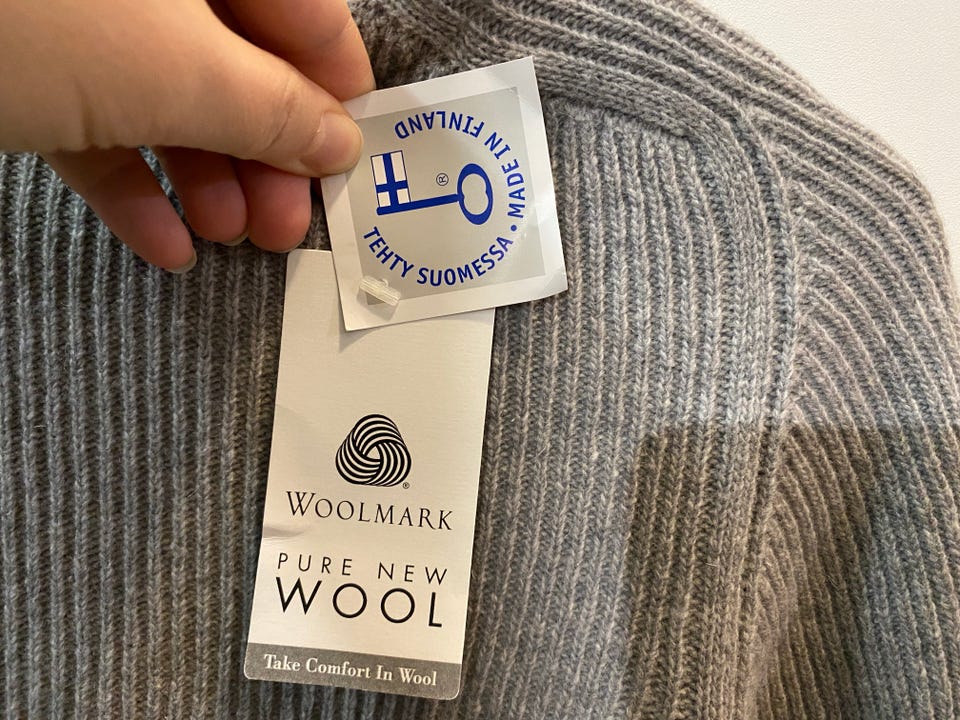 TEHTY SUOMESSA • MADE IN FINLAND
®
WOOLMARK
®
PURE NEW
WOOL
Take Comfort In Wool